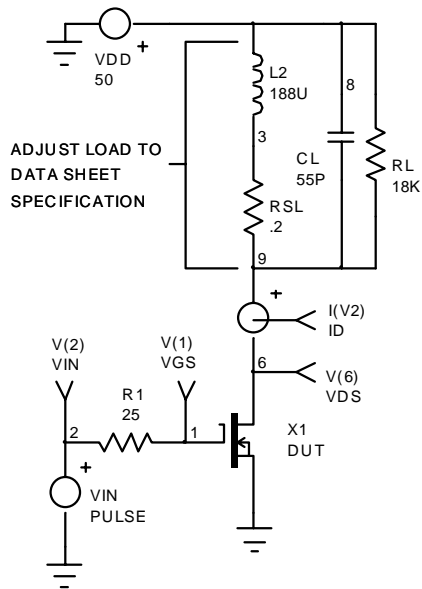 VDD
50
L2
188U
8
3
ADJUST LOAD TO
DATA SHEET
SPECIFICATION
CL
55P
RL
18K
RSL
.2
9
I(V2)
ID
V(2)
VIN
V(1)
VGS
6
V(6)
VDS
R1
25
2
1
X1
DUT
VIN
PULSE